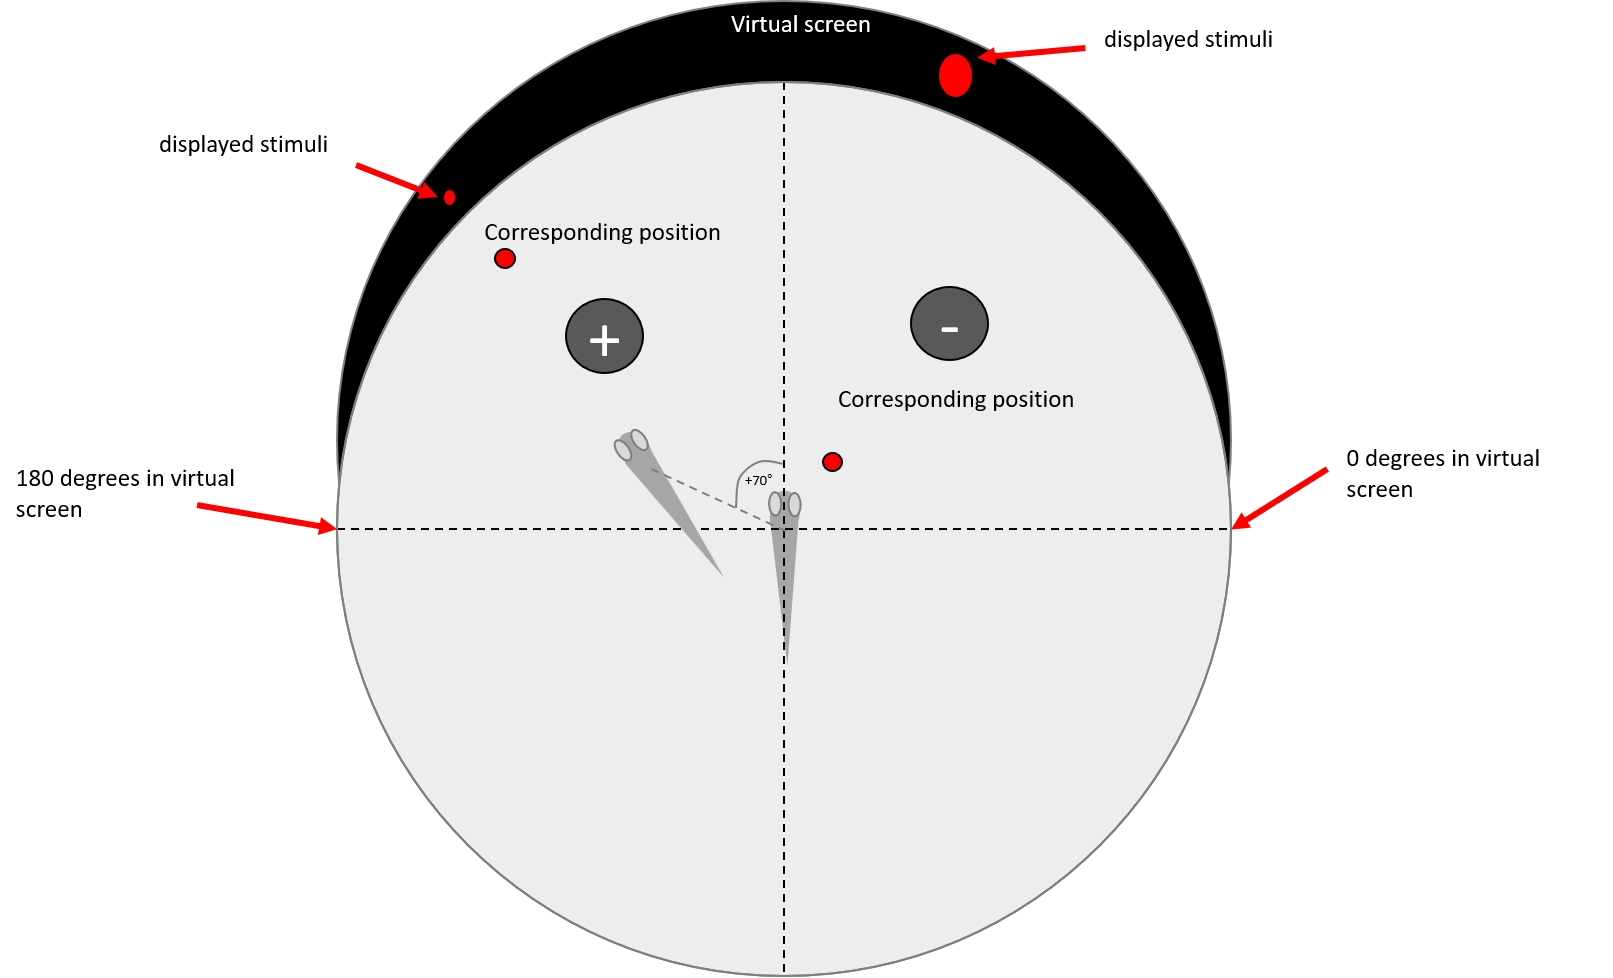 Virtual screen
displayed stimuli
displayed stimuli
Corresponding position
+
-
Corresponding position
180 degrees in virtual
screen
+70°
0 degrees in virtual
screen